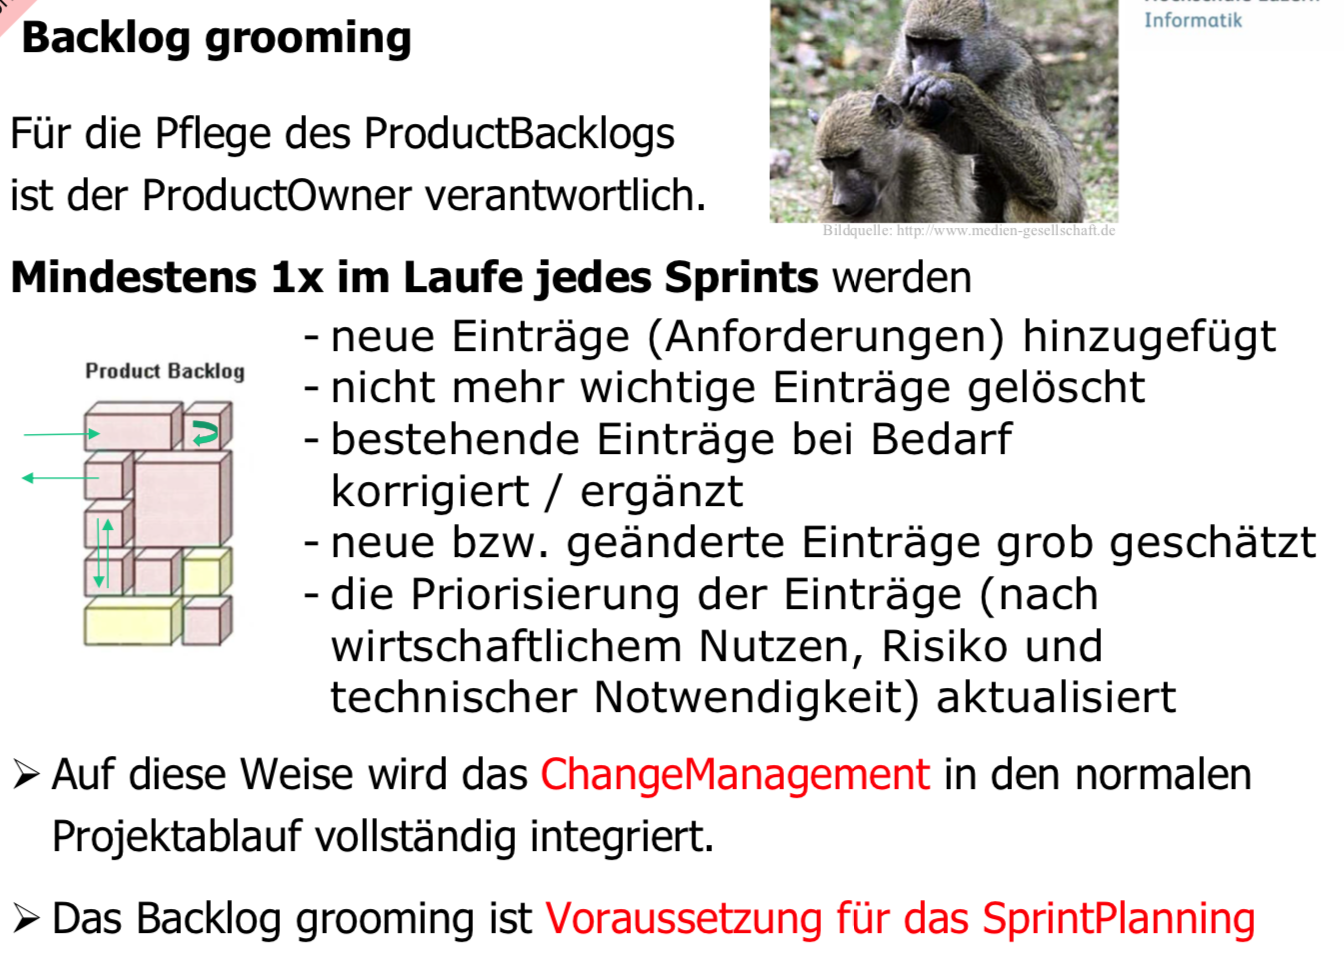 Informatik
Backlog grooming
Für die Pflege des ProductBacklogs
ist der ProductOwner verantwortlich.
Bildquelle: http://www.medien-gesellschaft.de
Mindestens 1x im Laufe jedes Sprints werden
- neue Einträge (Anforderungen) hinzugefügt
- nicht mehr wichtige Einträge gelöscht
- bestehende Einträge bei Bedarf
korrigiert / ergänzt
- neue bzw. geänderte Einträge grob geschätzt
- die Priorisierung der Einträge (nach
wirtschaftlichem Nutzen, Risiko und
technischer Notwendigkeit) aktualisiert
Product Backlog
➢ Auf diese Weise wird das ChangeManagement in den normalen
Projektablauf vollständig integriert.
➢ Das Backlog grooming ist Voraussetzung für das SprintPlanning